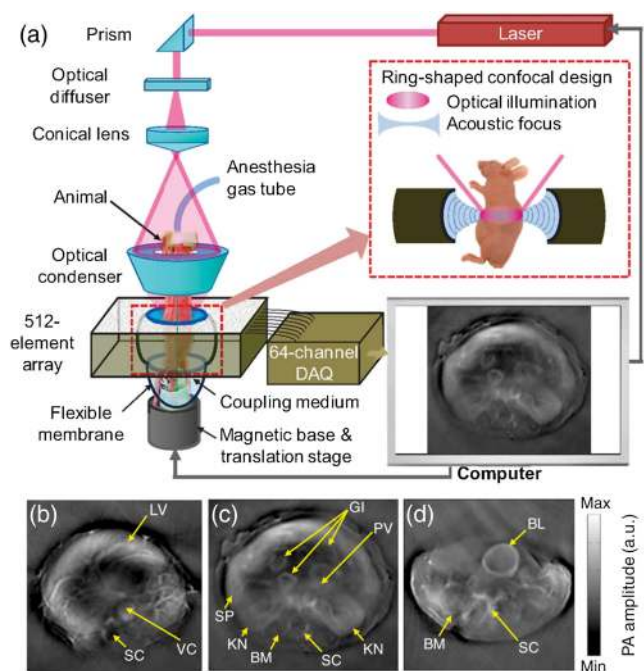 (a)
Prism
Laser
Optical
diffuser
Conical lens
Anesthesia
gas tube
Animal
Optical
condenser
Ring-shaped confocal design
Optical illumination
Acoustic focus
512-
element
array
64-channel
DAQ
Flexible
membrane
Coupling medium
Magnetic base &
translation stage
Computer
(b)
LV
SC
VC
(c)
GI
PV
SP
KN
BM
SC
KN
(d)
BL
BM
SC
Max
PA amplitude (a.u.)
Min